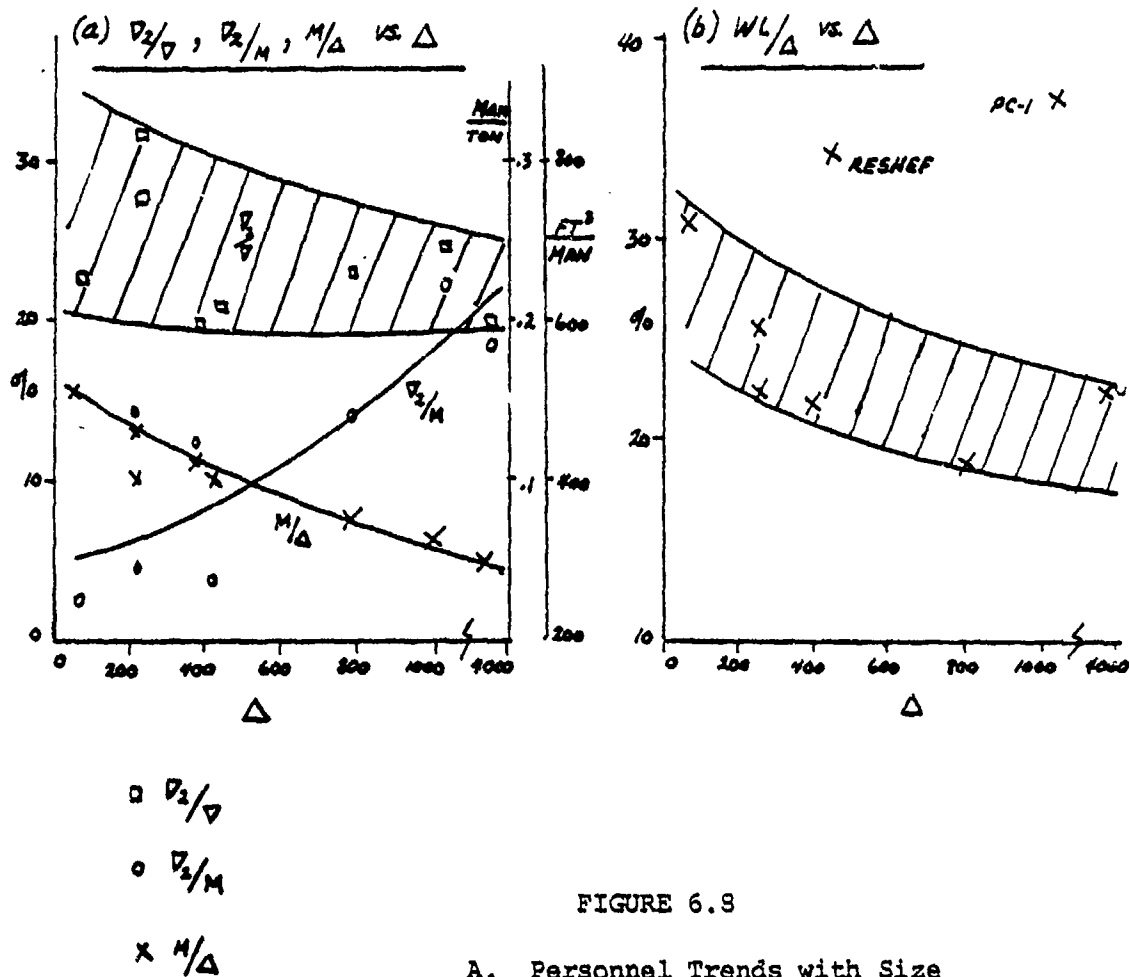 (a) ∇2/∇ , ∇2/M , M/Δ vs. Δ
MAN/TON
30
.3
800
∇2/∇
FT³/MAN
20
.2
600
%
∇2/M
10
.1
400
M/Δ
0
200
0 200 400 600 800 1000 4000
Δ
(b) WL/Δ vs. Δ
40
PC-1
RESHEF
30
%
20
10
0 200 400 600 800 1000 4000
Δ
∇2/∇
∇2/M
M/Δ
FIGURE 6.8
A. Personnel Trends with Size